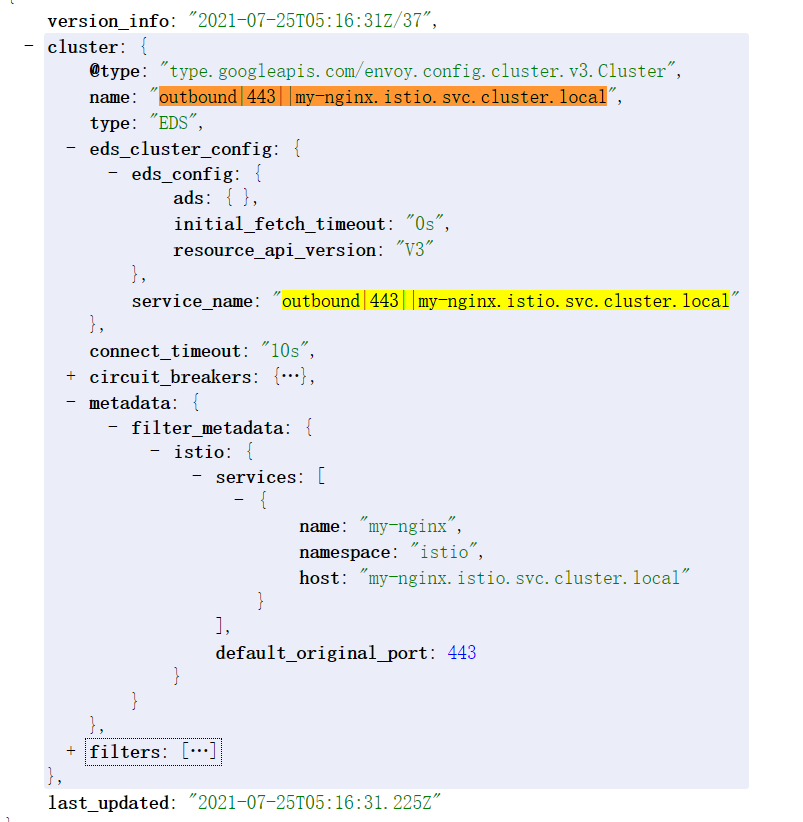 version_info: "2021-07-25T05:16:31Z/37",
- cluster: {
@type: "type.googleapis.com/envoy.config.cluster.v3.Cluster",
name: "outbound|443||my-nginx.istio.svc.cluster.local",
type: "EDS",
- eds_cluster_config: {
- eds_config: {
ads: { },
initial_fetch_timeout: "0s",
resource_api_version: "V3"
},
service_name: "outbound|443||my-nginx.istio.svc.cluster.local"
},
connect_timeout: "10s",
+ circuit_breakers: {…},
- metadata: {
- filter_metadata: {
- istio: {
- services: [
- {
name: "my-nginx",
namespace: "istio",
host: "my-nginx.istio.svc.cluster.local"
}
],
default_original_port: 443
}
}
},
+ filters: […]
},
last_updated: "2021-07-25T05:16:31.225Z"